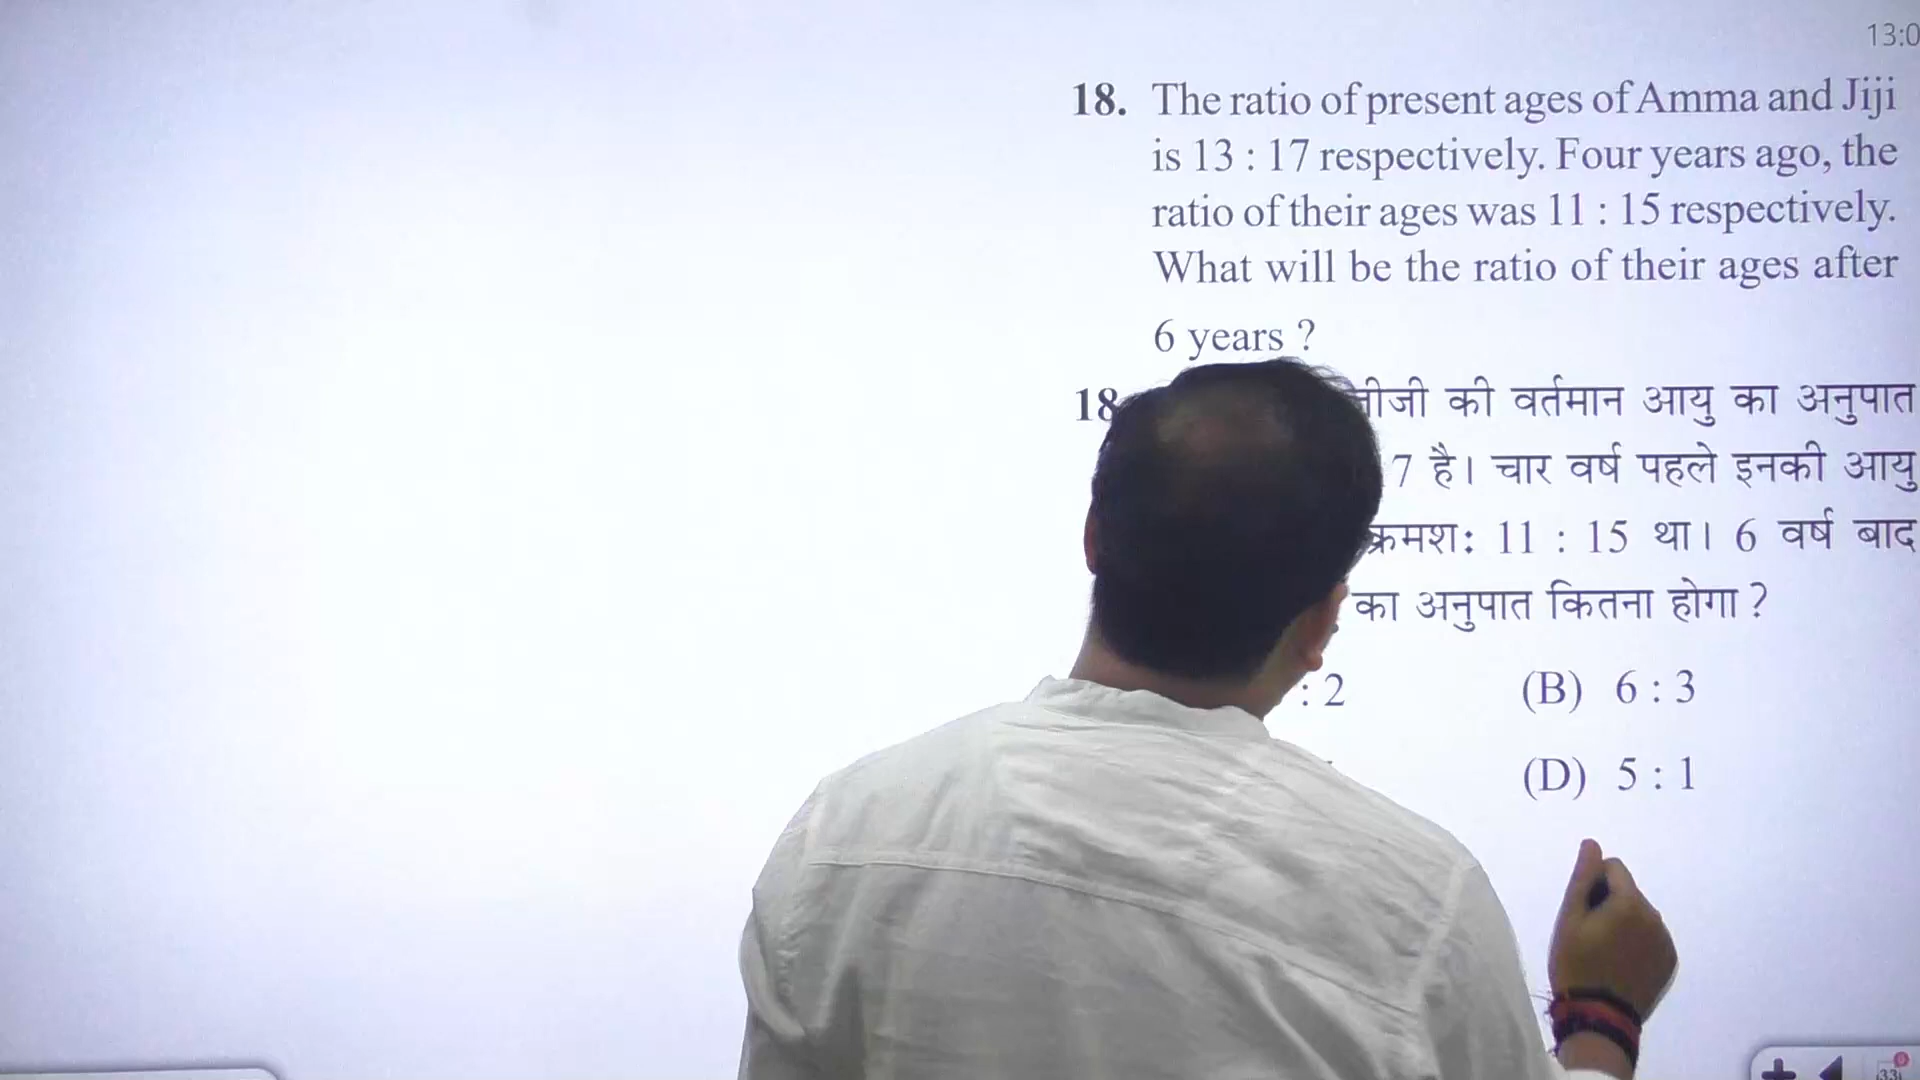 13:0
18. The ratio of present ages of Amma and Jiji
is 13 : 17 respectively. Four years ago, the
ratio of their ages was 11 : 15 respectively.
What will be the ratio of their ages after
6 years ?
18 की वर्तमान आयु का अनुपात
7 है। चार वर्ष पहले इनकी आयु
क्रमशः 11 : 15 था। 6 वर्ष बाद
का अनुपात कितना होगा ?
: 2 (B) 6 : 3
(D) 5 : 1